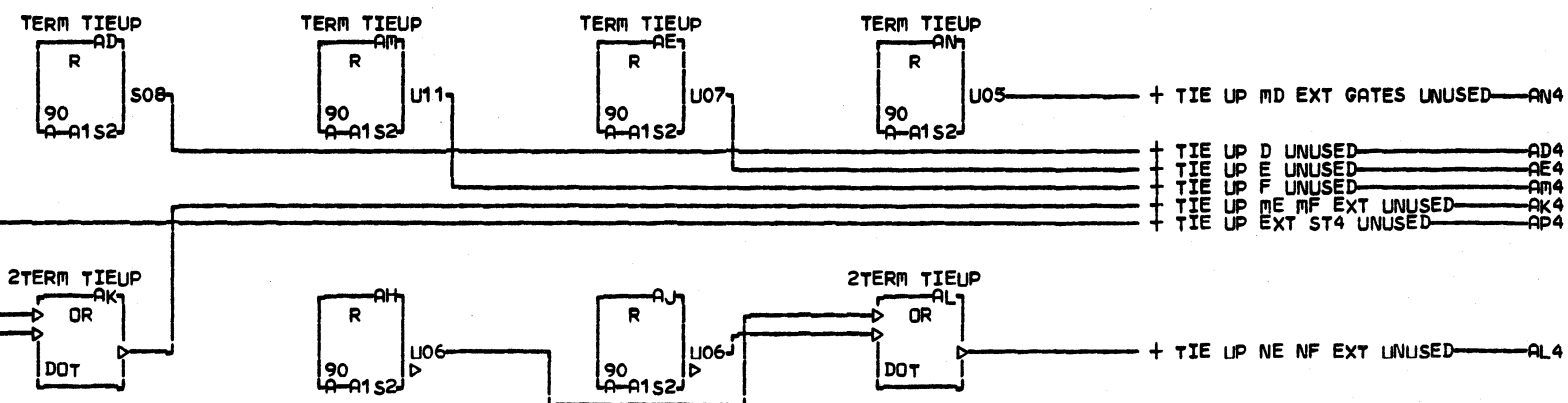 TERM TIEUP TERM TIEUP TERM TIEUP TERM TIEUP
AD AM AE AN
R R R R
S08 U11 U07 U05 + TIE UP MD EXT GATES UNUSED AN4
90 90 90 90
A A1S2 A A1S2 A A1S2 A A1S2
+ TIE UP D UNUSED AD4
+ TIE UP E UNUSED AE4
+ TIE UP F UNUSED AM4
+ TIE UP ME MF EXT UNUSED AK4
+ TIE UP EXT ST4 UNUSED AP4
2TERM TIEUP 2TERM TIEUP
AK AH AJ AL
OR R R OR
U06 U06 + TIE UP NE NF EXT UNUSED AL4
DOT 90 90 DOT
A A1S2 A A1S2